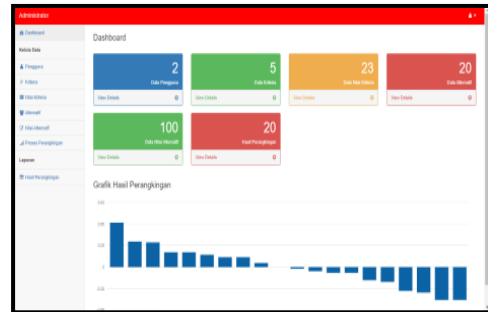 Administrator
Dashboard
Kelola Data
Pengguna
Kriteria
Nilai Kriteria
Alternatif
Nilai Alternatif
Proses Perangkingan
Laporan
Hasil Perangkingan
Dashboard
2
Data Pengguna
View Details
5
Data Kriteria
View Details
23
Data Nilai Kriteria
View Details
20
Data Alternatif
View Details
100
Data Nilai Alternatif
View Details
20
Hasil Perangkingan
View Details
Grafik Hasil Perangkingan
0